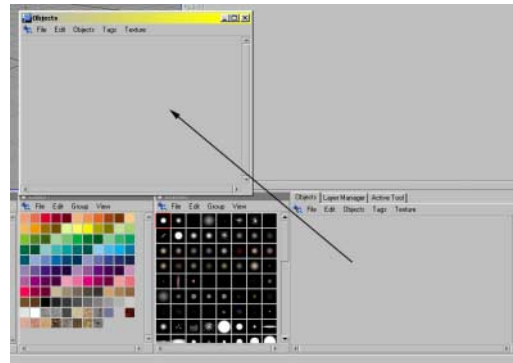 Objects
File Edit Objects Tags Texture
Objects Layer Manager Active Tool
File Edit Group View
File Edit Group View
File Edit Objects Tags Texture